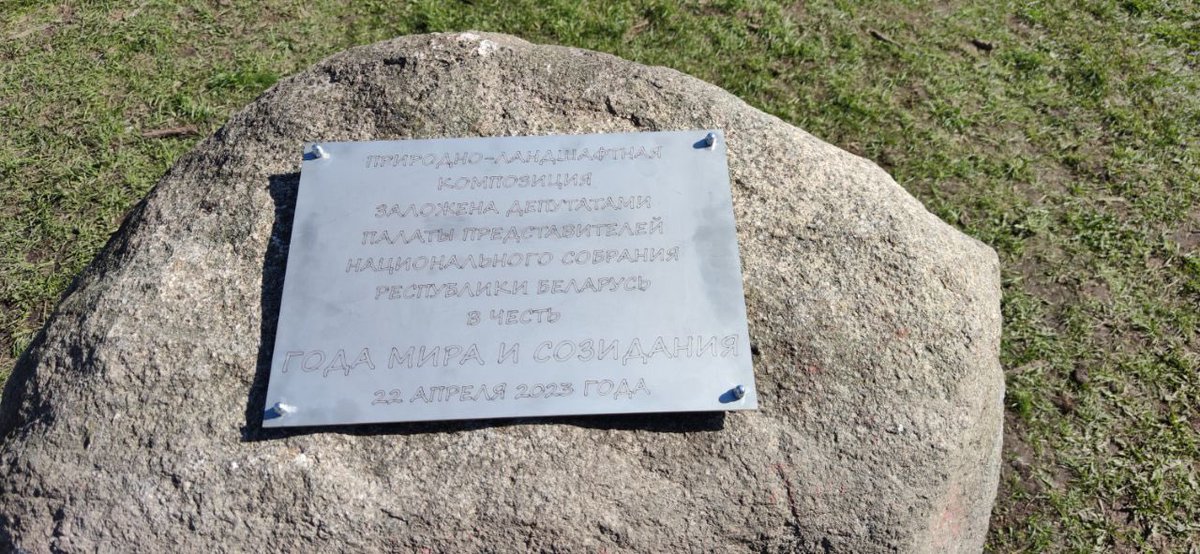 ПРИРОДНО-ЛАНДШАФТНАЯ
КОМПОЗИЦИЯ
ЗАЛОЖЕНА ДЕПУТАТАМИ
ПАЛАТЫ ПРЕДСТАВИТЕЛЕЙ
НАЦИОНАЛЬНОГО СОБРАНИЯ
РЕСПУБЛИКИ БЕЛАРУСЬ
В ЧЕСТЬ
ГОДА МИРА И СОЗИДАНИЯ
22 АПРЕЛЯ 2023 ГОДА